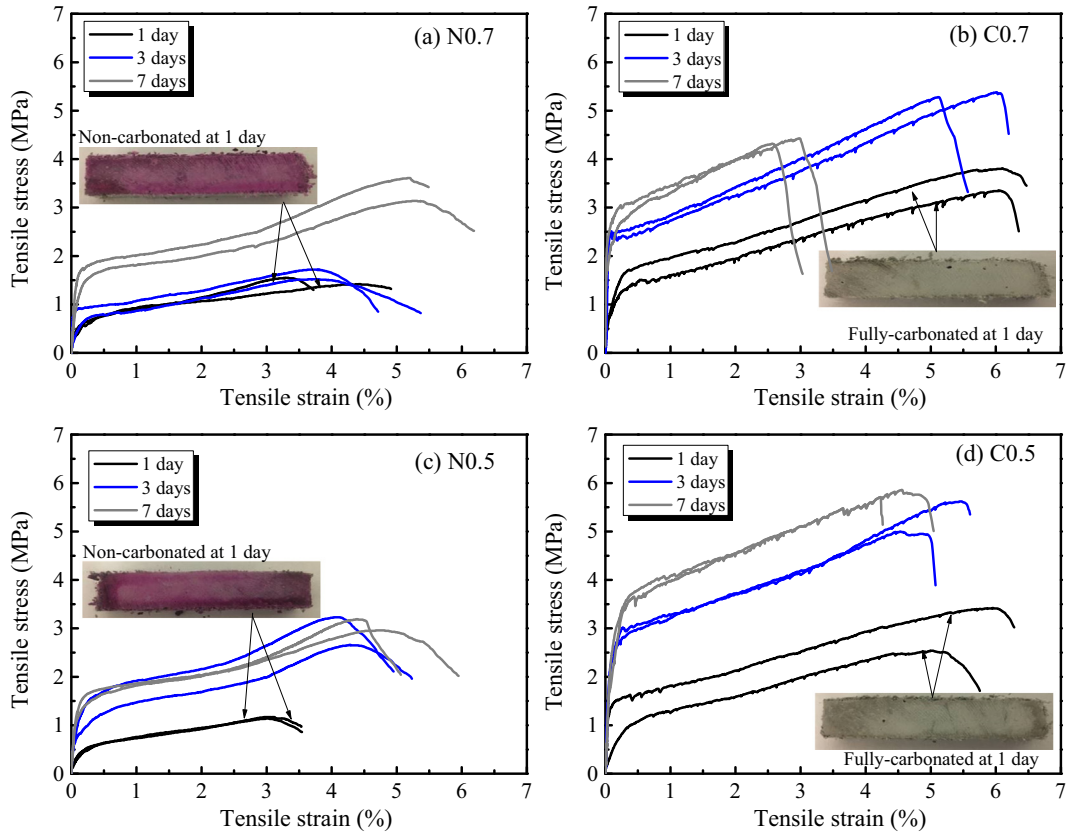 (a) N0.7
1 day
3 days
7 days
Non-carbonated at 1 day
Tensile stress (MPa)
7
6
5
4
3
2
1
0
0 1 2 3 4 5 6 7
Tensile strain (%)
(b) C0.7
1 day
3 days
7 days
Fully-carbonated at 1 day
Tensile stress (MPa)
7
6
5
4
3
2
1
0
0 1 2 3 4 5 6 7
Tensile strain (%)
(c) N0.5
1 day
3 days
7 days
Non-carbonated at 1 day
Tensile stress (MPa)
7
6
5
4
3
2
1
0
0 1 2 3 4 5 6 7
Tensile strain (%)
(d) C0.5
1 day
3 days
7 days
Fully-carbonated at 1 day
Tensile stress (MPa)
7
6
5
4
3
2
1
0
0 1 2 3 4 5 6 7
Tensile strain (%)